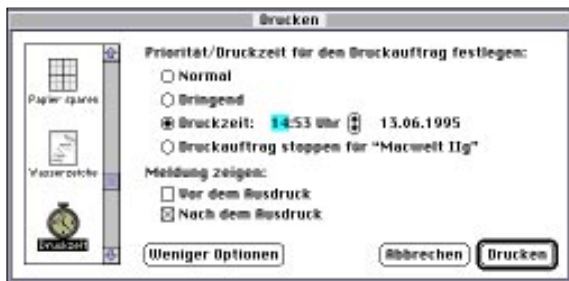 Drucken
Papier sparen
Wasserzeiche
Druckzeit
Priorität/Druckzeit für den Druckauftrag festlegen:
Normal
Dringend
Druckzeit: 14:53 Uhr 13.06.1995
Druckauftrag stoppen für “Macwelt IIg”
Meldung zeigen:
Vor dem Ausdruck
Nach dem Ausdruck
Weniger Optionen Abbrechen Drucken